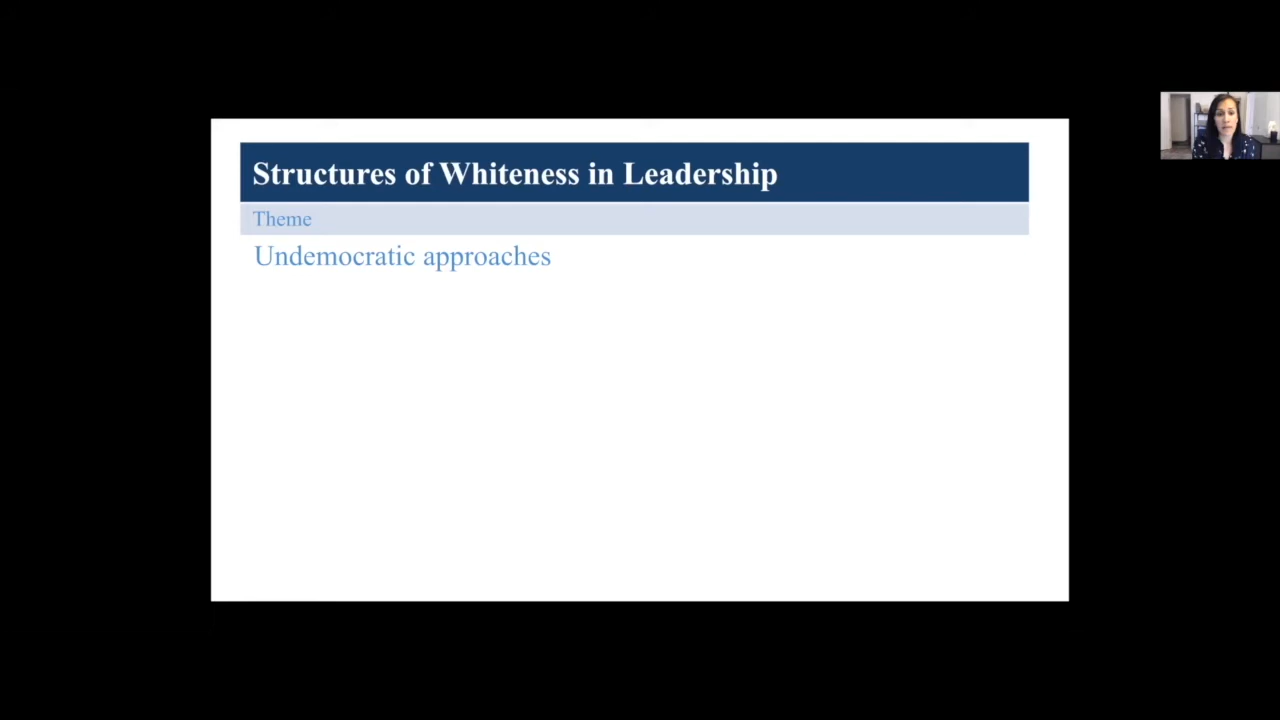 Structures of Whiteness in Leadership
Theme
Undemocratic approaches